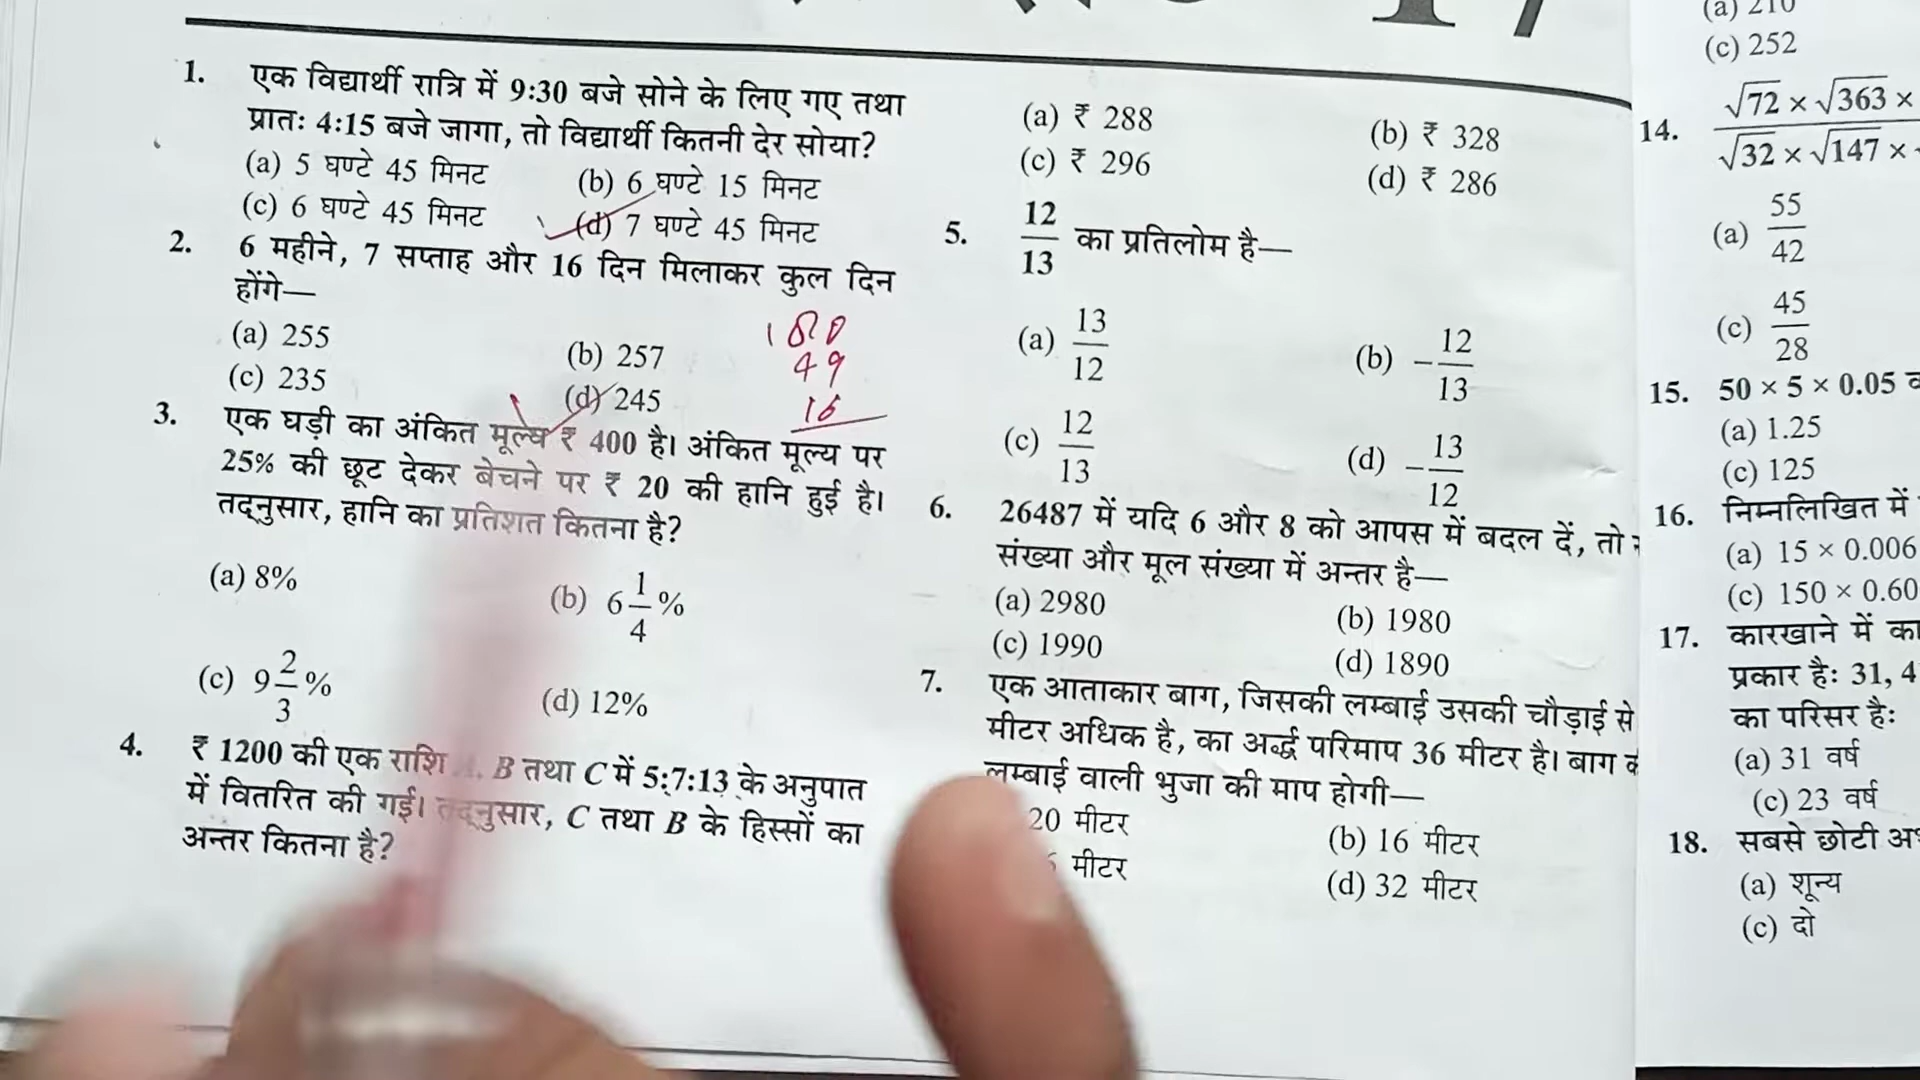 17
1. एक विद्यार्थी रात्रि में 9:30 बजे सोने के लिए गए तथा
प्रातः 4:15 बजे जागा, तो विद्यार्थी कितनी देर सोया?
(a) 5 घण्टे 45 मिनट (b) 6 घण्टे 15 मिनट
(c) 6 घण्टे 45 मिनट (d) 7 घण्टे 45 मिनट
2. 6 महीने, 7 सप्ताह और 16 दिन मिलाकर कुल दिन
होंगे—
(a) 255 (b) 257
(c) 235 (d) 245
180
49
16
3. एक घड़ी का अंकित मूल्य ₹ 400 है। अंकित मूल्य पर
25% की छूट देकर बेचने पर ₹ 20 की हानि हुई है।
तद्नुसार, हानि का प्रतिशत कितना है?
(a) 8% (b) 6 1/4 %
(c) 9 2/3 % (d) 12%
4. ₹ 1200 की एक राशि B तथा C में 5:7:13 के अनुपात
में वितरित की गई। तद्नुसार, C तथा B के हिस्सों का
अन्तर कितना है?
(a) ₹ 288 (b) ₹ 328
(c) ₹ 296 (d) ₹ 286
5. 12/13 का प्रतिलोम है—
(a) 13/12 (b) -12/13
(c) 12/13 (d) -13/12
6. 26487 में यदि 6 और 8 को आपस में बदल दें, तो
संख्या और मूल संख्या में अन्तर है—
(a) 2980 (b) 1980
(c) 1990 (d) 1890
7. एक आताकार बाग, जिसकी लम्बाई उसकी चौड़ाई से
मीटर अधिक है, का अर्द्ध परिमाप 36 मीटर है। बाग
लम्बाई वाली भुजा की माप होगी—
20 मीटर (b) 16 मीटर
मीटर (d) 32 मीटर
(a) 210
(c) 252
14. √72 × √363 ×
√32 × √147 ×
(a) 55/42
(c) 45/28
15. 50 × 5 × 0.05
(a) 1.25
(c) 125
16. निम्नलिखित में
(a) 15 × 0.006
(c) 150 × 0.60
17. कारखाने में
प्रकार हैः 31, 4
का परिसर हैः
(a) 31 वर्ष
(c) 23 वर्ष
18. सबसे छोटी
(a) शून्य
(c) दो